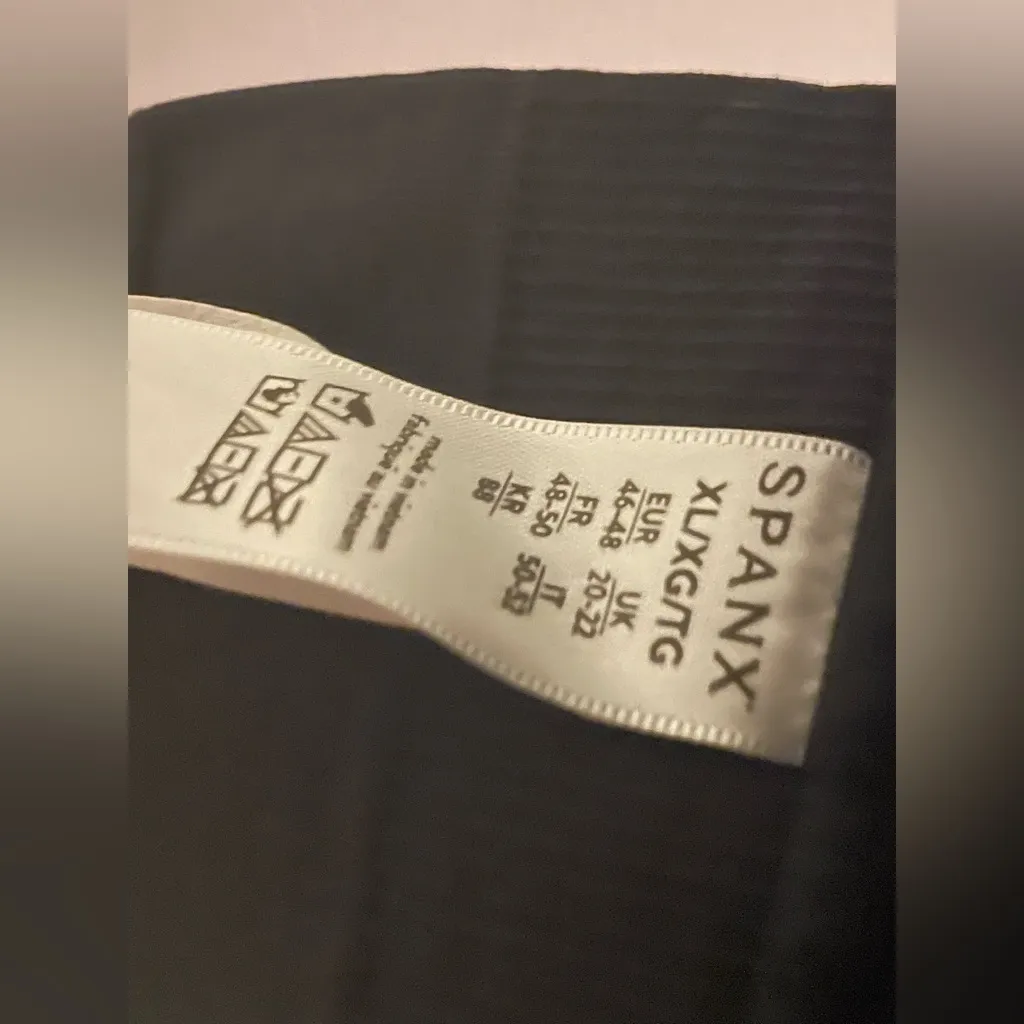 SPANX
XL/XG/TG
EUR UK
46-48 20-22
FR IT
48-50 50-52
KR
88
made in vietnam
fabriqué au vietnam